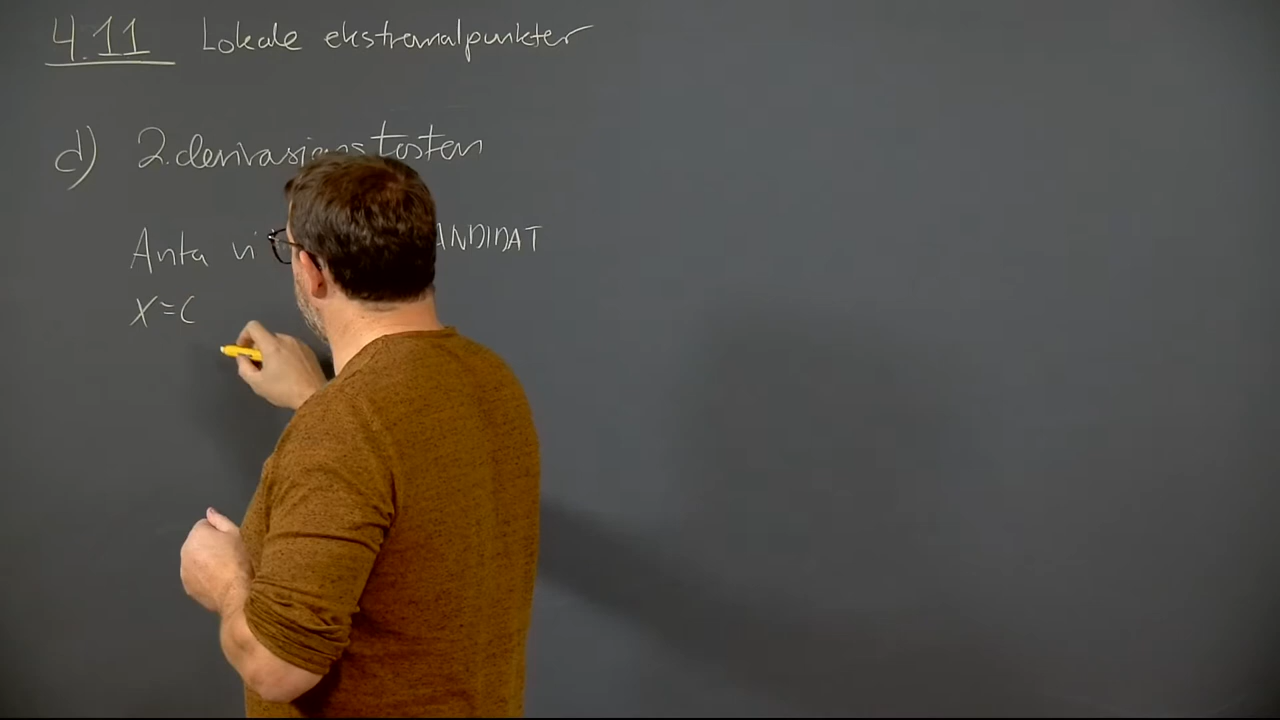 4.11 Lokale ekstremalpunkter
d) 2.derivasjonstesten
Anta vi
x=c